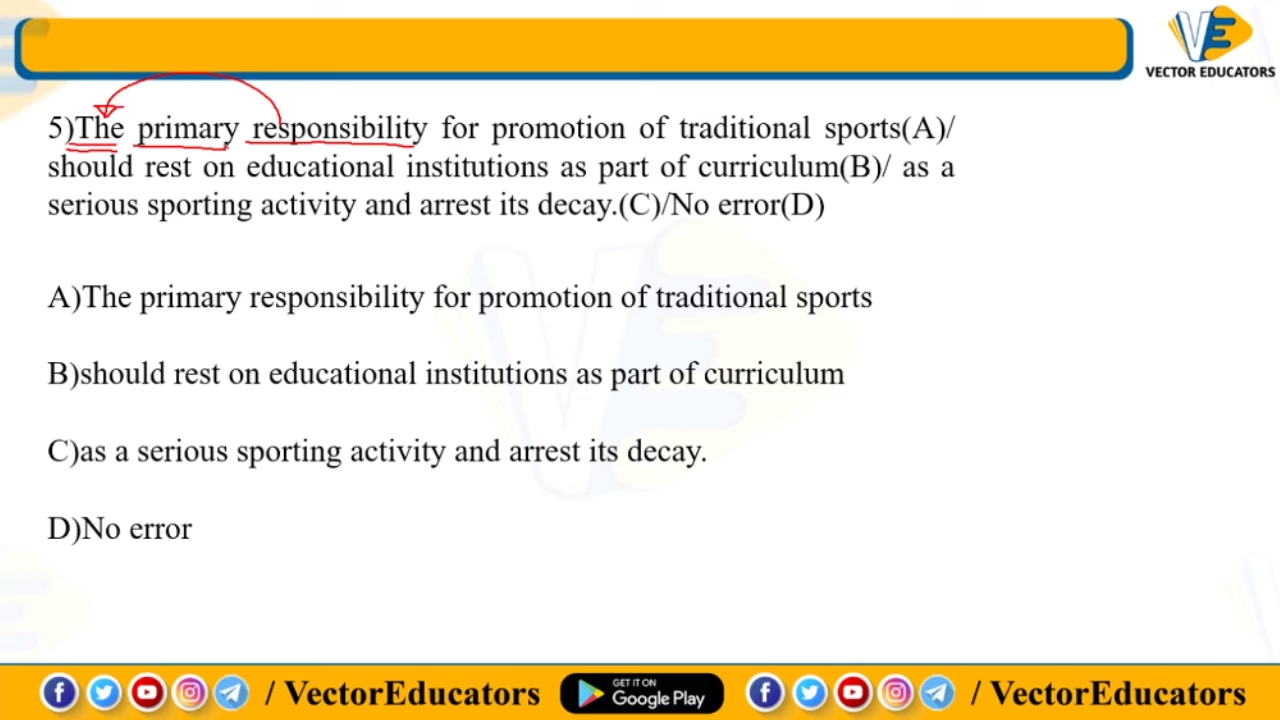 VECTOR EDUCATORS
5)The primary responsibility for promotion of traditional sports(A)/
should rest on educational institutions as part of curriculum(B)/ as a
serious sporting activity and arrest its decay.(C)/No error(D)
A)The primary responsibility for promotion of traditional sports
B)should rest on educational institutions as part of curriculum
C)as a serious sporting activity and arrest its decay.
D)No error
/ VectorEducators
GET IT ON
Google Play
/ VectorEducators